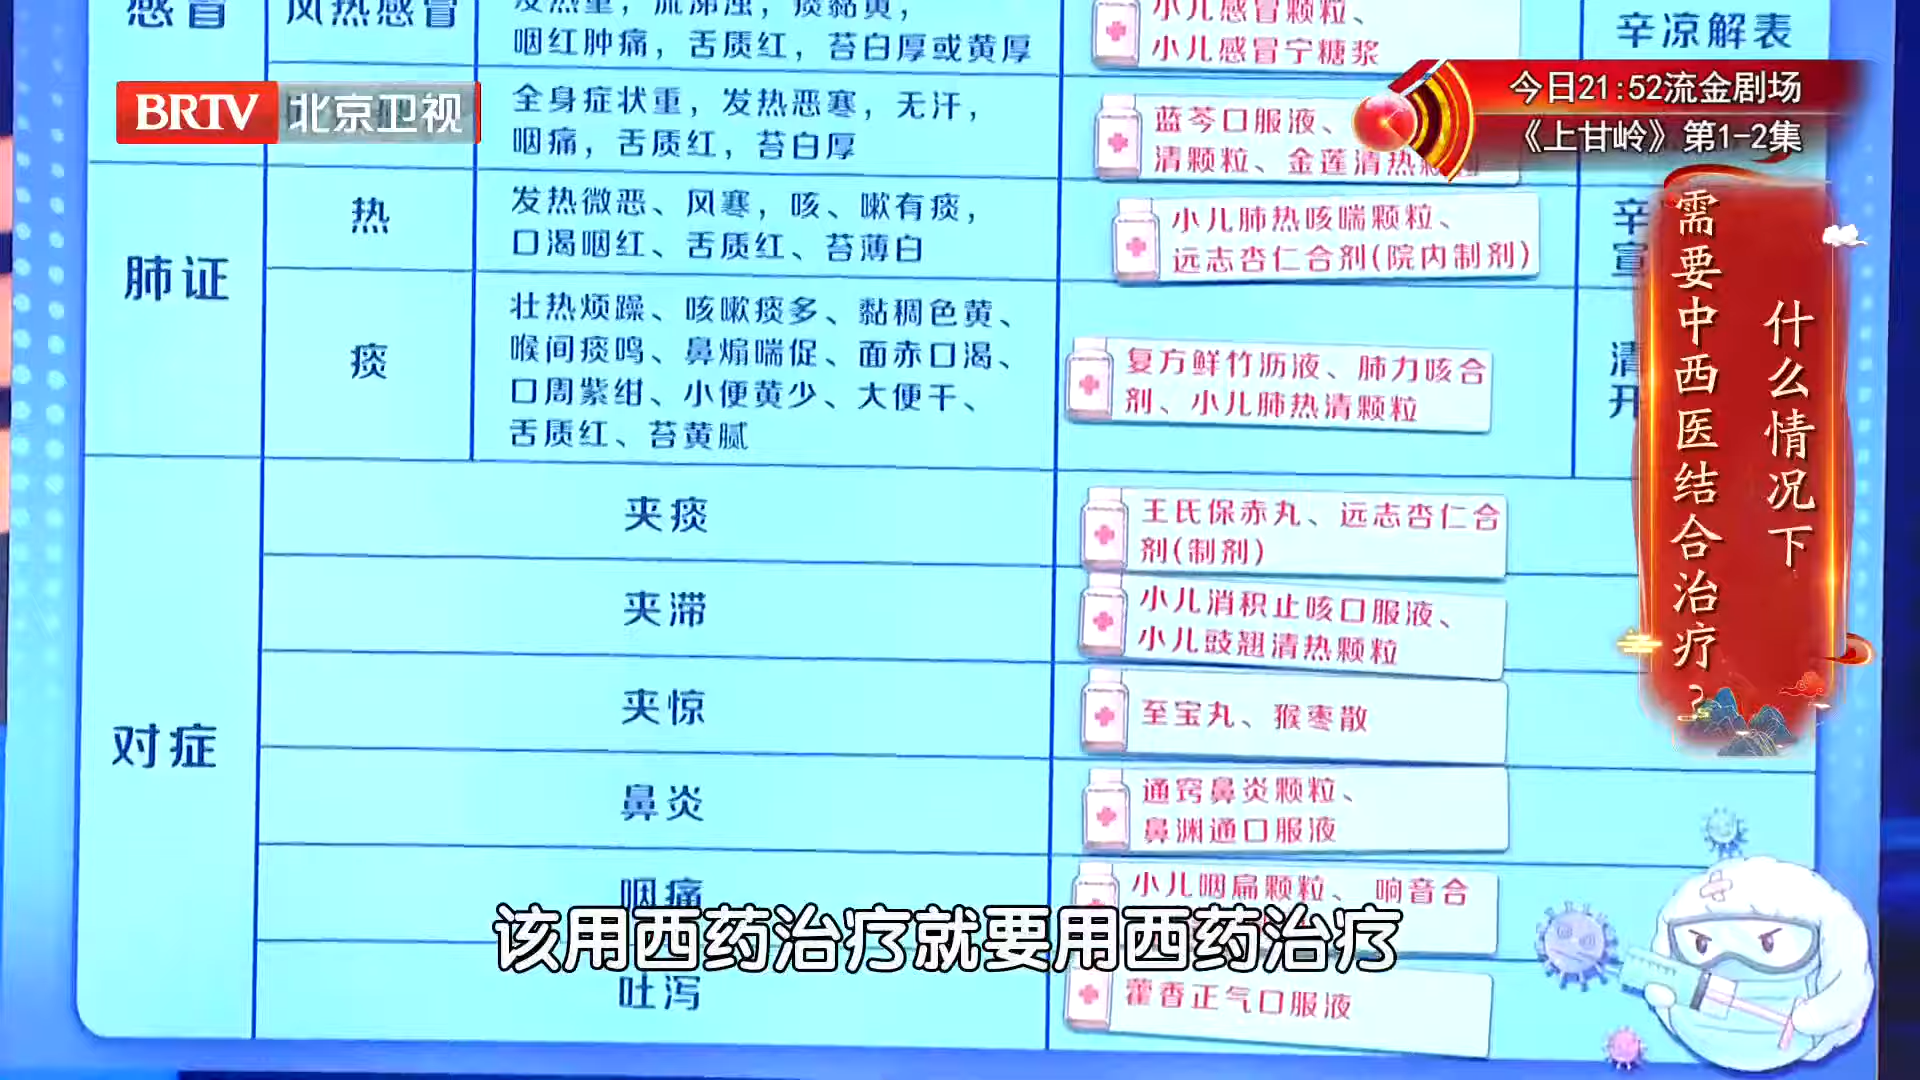 感冒
风热感冒
发热重，流涕浊，痰黏黄，
咽红肿痛，舌质红，苔白厚或黄厚
小儿感冒颗粒、
小儿感冒宁糖浆
辛凉解表
BRTV 北京卫视
全身症状重，发热恶寒，无汗，
咽痛，舌质红，苔白厚
蓝芩口服液、
清颗粒、金莲清热
今日21:52流金剧场
《上甘岭》第1-2集
肺证
热
发热微恶、风寒，咳、嗽有痰，
口渴咽红、舌质红、苔薄白
小儿肺热咳喘颗粒、
远志杏仁合剂(院内制剂)
辛
宣
痰
壮热烦躁、咳嗽痰多、黏稠色黄、
喉间痰鸣、鼻煽喘促、面赤口渴、
口周紫绀、小便黄少、大便干、
舌质红、苔黄腻
复方鲜竹沥液、肺力咳合
剂、小儿肺热清颗粒
清
开
什么情况下
需要中西医结合治疗？
对症
夹痰
王氏保赤丸、远志杏仁合
剂(制剂)
夹滞
小儿消积止咳口服液、
小儿豉翘清热颗粒
夹惊
至宝丸、猴枣散
鼻炎
通窍鼻炎颗粒、
鼻渊通口服液
咽痛
小儿咽扁颗粒、响音合
吐泻
藿香正气口服液
该用西药治疗就要用西药治疗